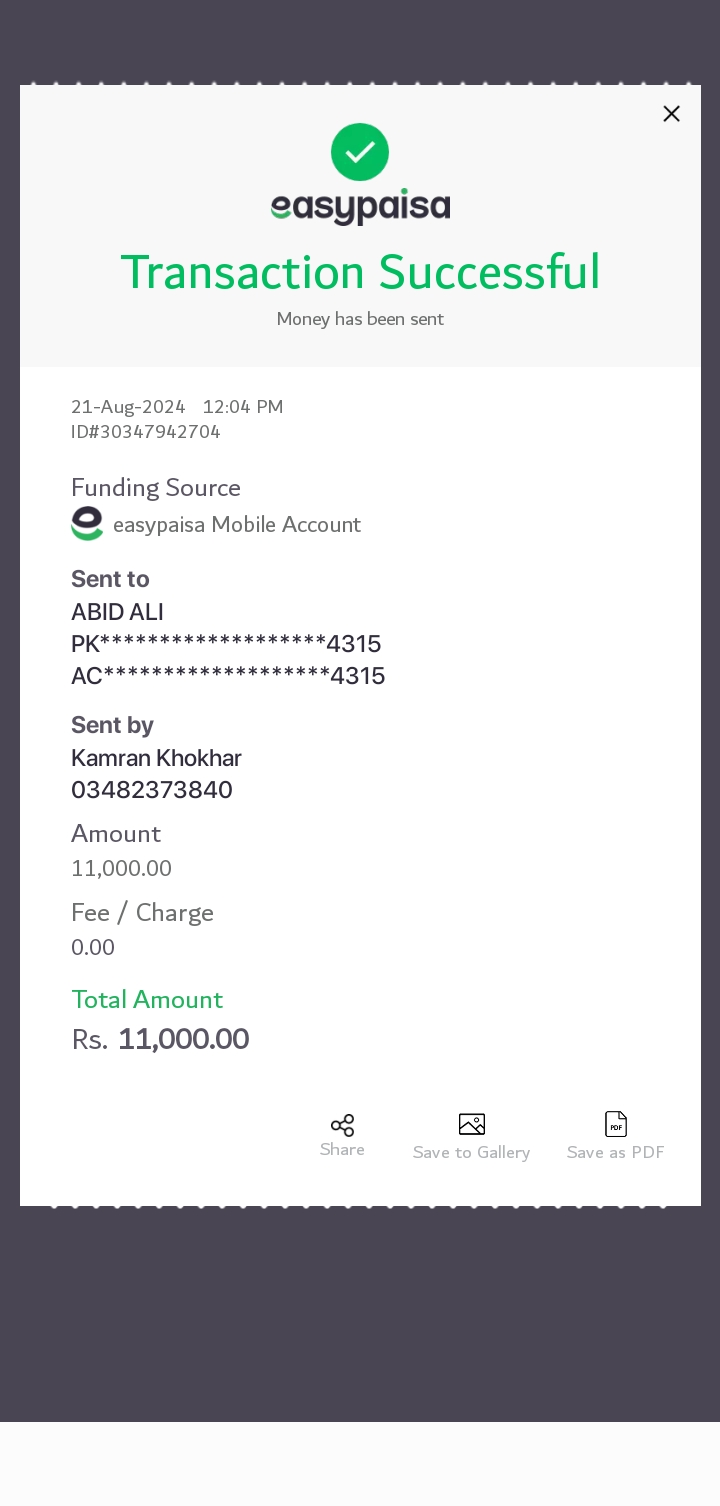 easypaisa
Transaction Successful
Money has been sent
21-Aug-2024 12:04 PM
ID#30347942704
Funding Source
easypaisa Mobile Account
Sent to
ABID ALI
PK*******************4315
AC*******************4315
Sent by
Kamran Khokhar
03482373840
Amount
11,000.00
Fee / Charge
0.00
Total Amount
Rs. 11,000.00
Share
Save to Gallery
PDF
Save as PDF